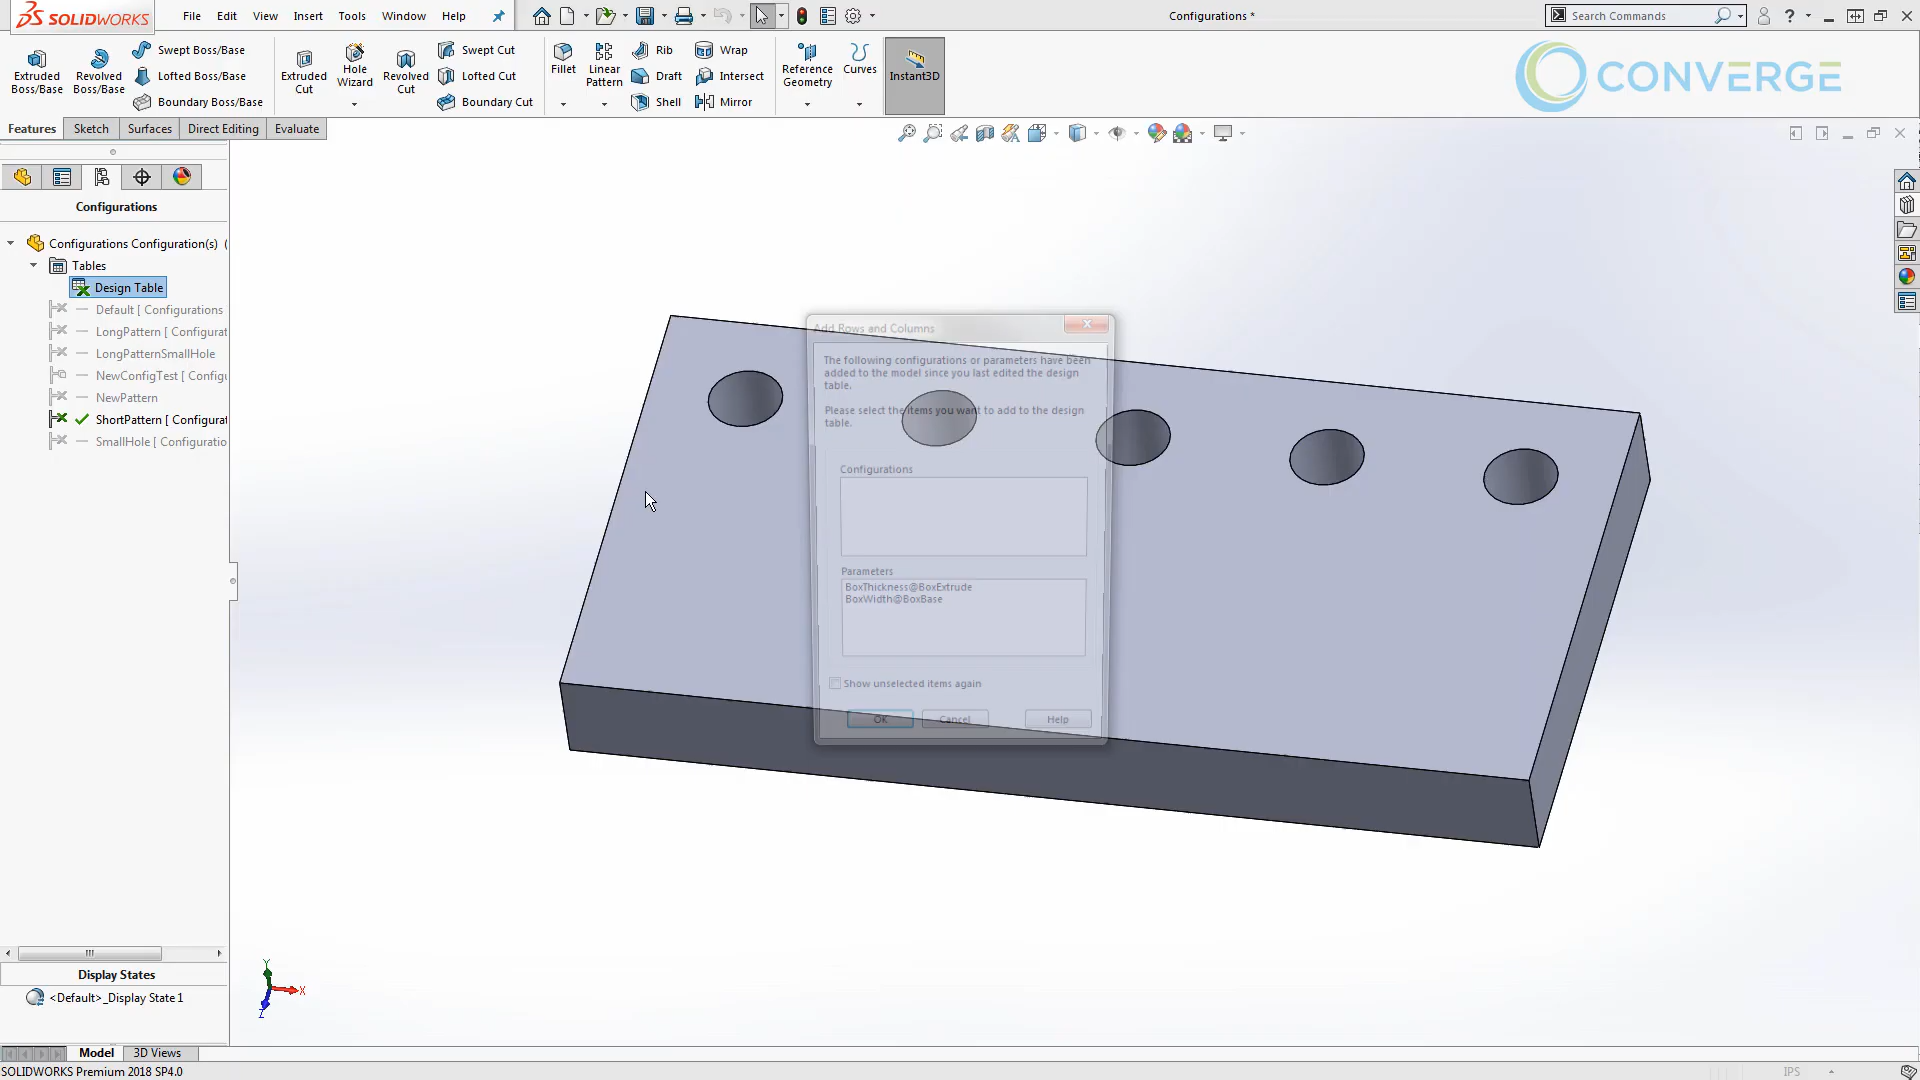 SOLIDWORKS
File Edit View Insert Tools Window Help
Configurations *
Search Commands
Extruded Boss/Base
Revolved Boss/Base
Swept Boss/Base
Lofted Boss/Base
Boundary Boss/Base
Extruded Cut
Hole Wizard
Revolved Cut
Swept Cut
Lofted Cut
Boundary Cut
Fillet
Linear Pattern
Rib
Draft
Shell
Wrap
Intersect
Mirror
Reference Geometry
Curves
Instant3D
CONVERGE
Features Sketch Surfaces Direct Editing Evaluate
Configurations
Configurations Configuration(s) (
Tables
Design Table
Default [ Configurations
LongPattern [ Configurat
LongPatternSmallHole
NewConfigTest [ Configu
NewPattern
ShortPattern [ Configurat
SmallHole [ Configuratio
Add Rows and Columns
The following configurations or parameters have been
added to the model since you last edited the design
table.
Please select the items you want to add to the design
table.
Configurations
Parameters
BoxThickness@BoxExtrude
BoxWidth@BoxBase
Show unselected items again
OK Cancel Help
Display States
<Default>_Display State 1
Y
X
Z
Model 3D Views
SOLIDWORKS Premium 2018 SP4.0
IPS